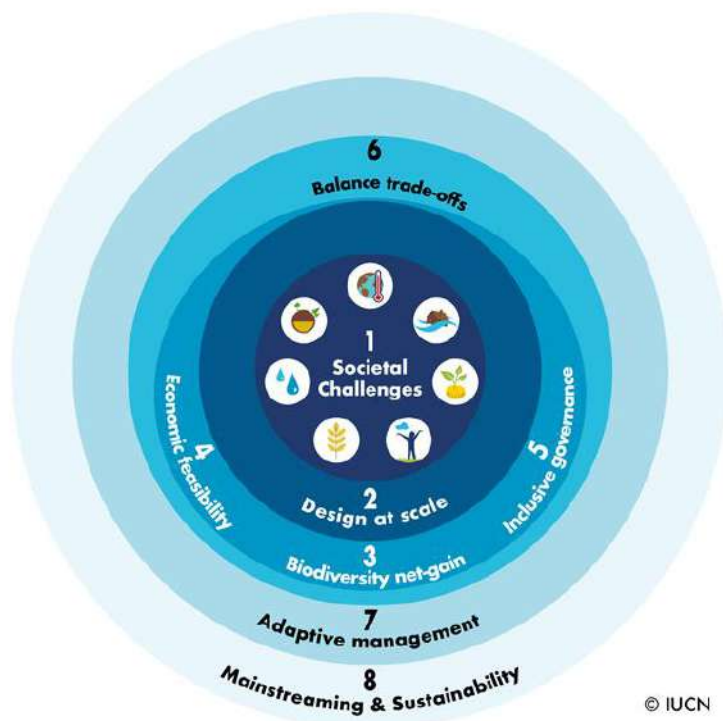 6
Balance trade-offs
1
Societal
Challenges
4
Economic feasibility
5
Inclusive governance
2
Design at scale
3
Biodiversity net-gain
7
Adaptive management
8
Mainstreaming & Sustainability
© IUCN